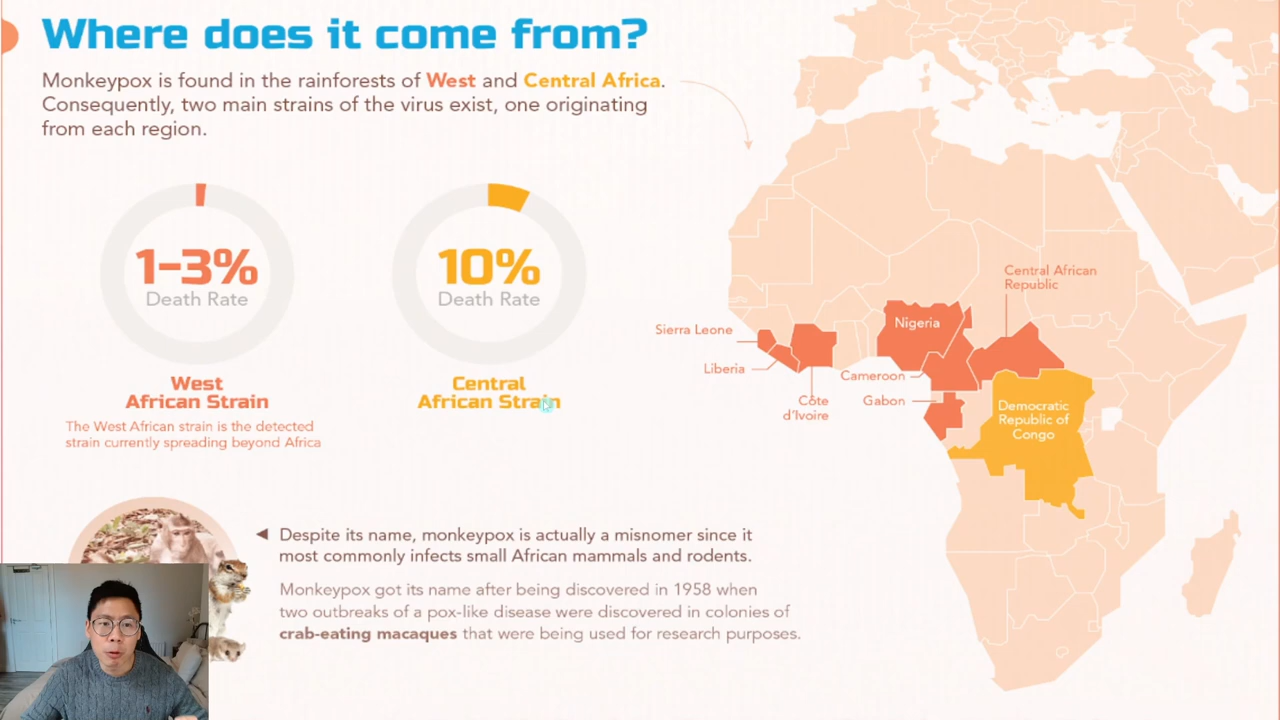 Where does it come from?
Monkeypox is found in the rainforests of West and Central Africa.
Consequently, two main strains of the virus exist, one originating
from each region.
1-3%
Death Rate
West
African Strain
The West African strain is the detected
strain currently spreading beyond Africa
10%
Death Rate
Central
African Strain
Central African
Republic
Nigeria
Sierra Leone
Liberia
Cameroon
Côte
d'Ivoire
Gabon
Democratic
Republic of
Congo
◀ Despite its name, monkeypox is actually a misnomer since it
most commonly infects small African mammals and rodents.
Monkeypox got its name after being discovered in 1958 when
two outbreaks of a pox-like disease were discovered in colonies of
crab-eating macaques that were being used for research purposes.